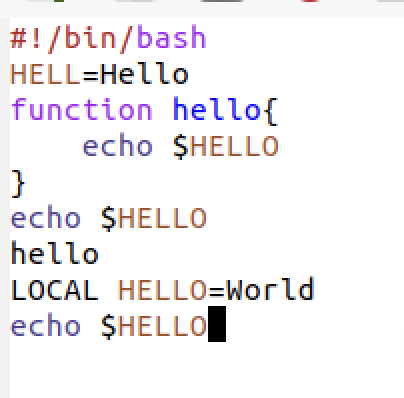 #!/bin/bash
HELL=Hello
function hello{
    echo $HELLO
}
echo $HELLO
hello
LOCAL HELLO=World
echo $HELLO